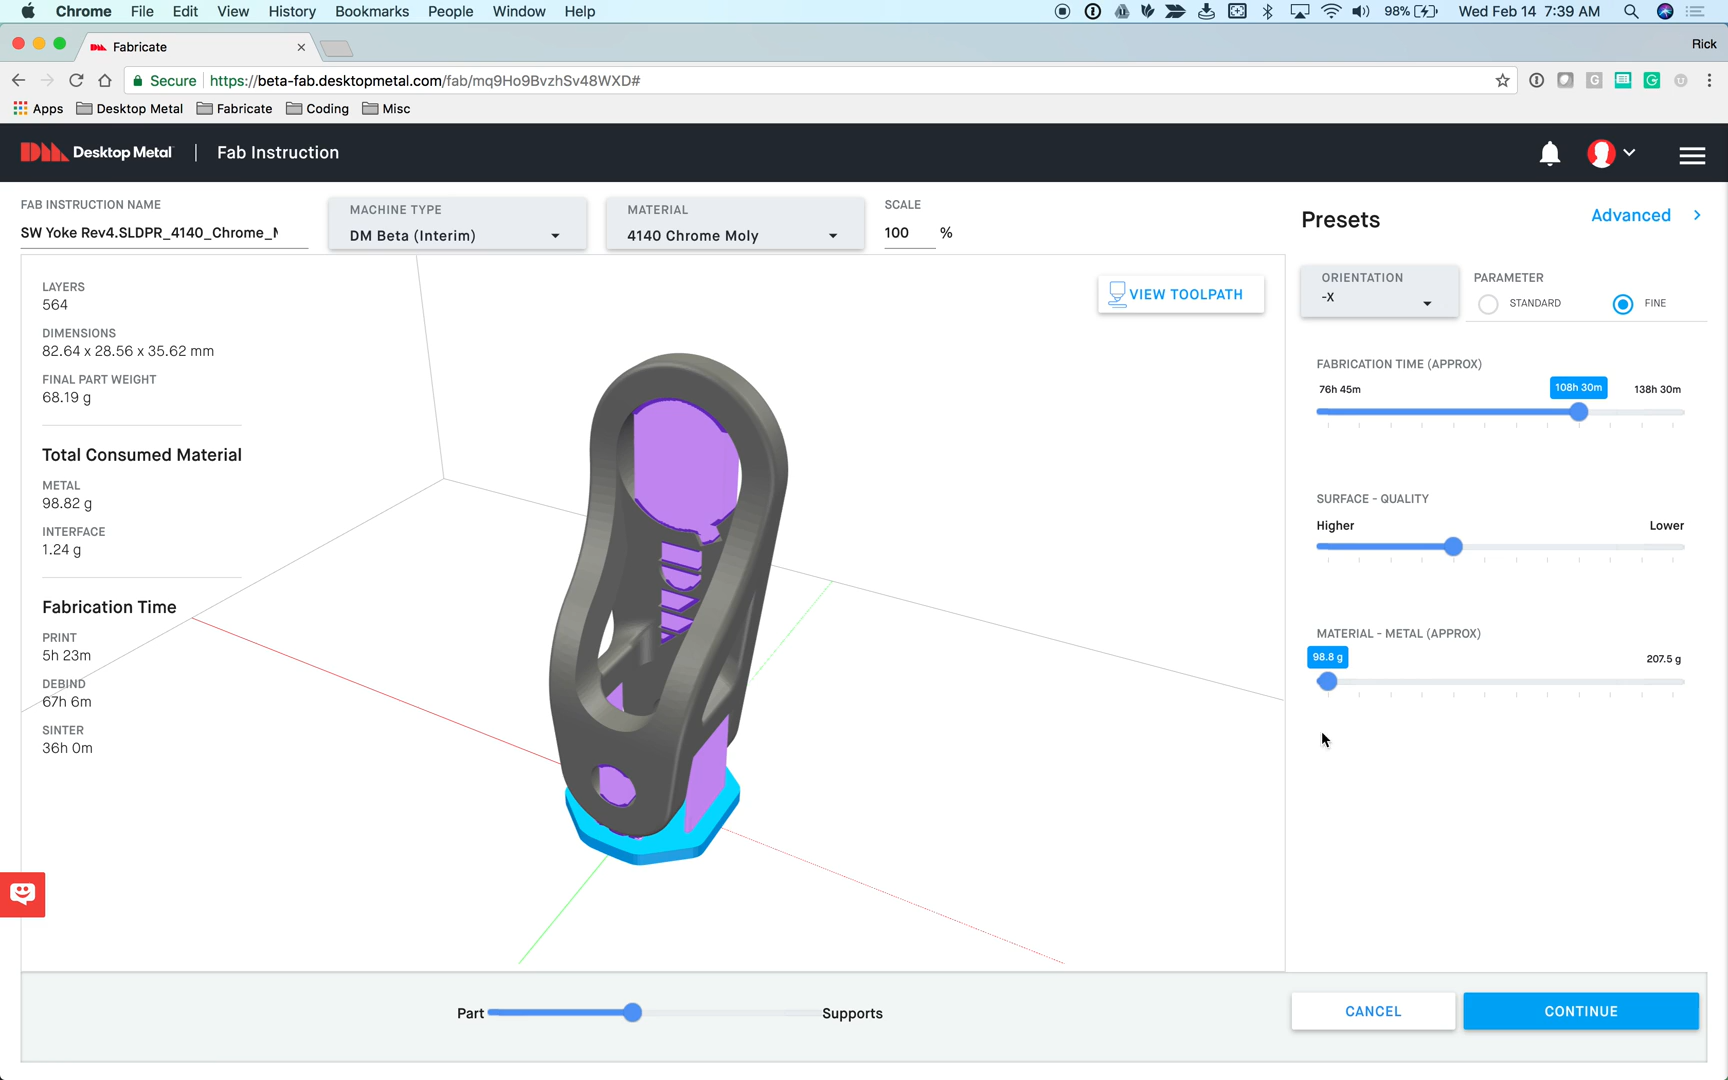 Chrome File Edit View History Bookmarks People Window Help 98% Wed Feb 14 7:39 AM
Fabricate Rick
Secure https://beta-fab.desktopmetal.com/fab/mq9Ho9BvzhSv48WXD#
Apps Desktop Metal Fabricate Coding Misc
Desktop Metal | Fab Instruction
FAB INSTRUCTION NAME
SW Yoke Rev4.SLDPR_4140_Chrome_
MACHINE TYPE
DM Beta (Interim)
MATERIAL
4140 Chrome Moly
SCALE
100 %
LAYERS
564
DIMENSIONS
82.64 x 28.56 x 35.62 mm
FINAL PART WEIGHT
68.19 g
Total Consumed Material
METAL
98.82 g
INTERFACE
1.24 g
Fabrication Time
PRINT
5h 23m
DEBIND
67h 6m
SINTER
36h 0m
VIEW TOOLPATH
Presets
Advanced
ORIENTATION
-X
PARAMETER
STANDARD FINE
FABRICATION TIME (APPROX)
76h 45m 108h 30m 138h 30m
SURFACE - QUALITY
Higher Lower
MATERIAL - METAL (APPROX)
98.8 g 207.5 g
Part Supports
CANCEL CONTINUE